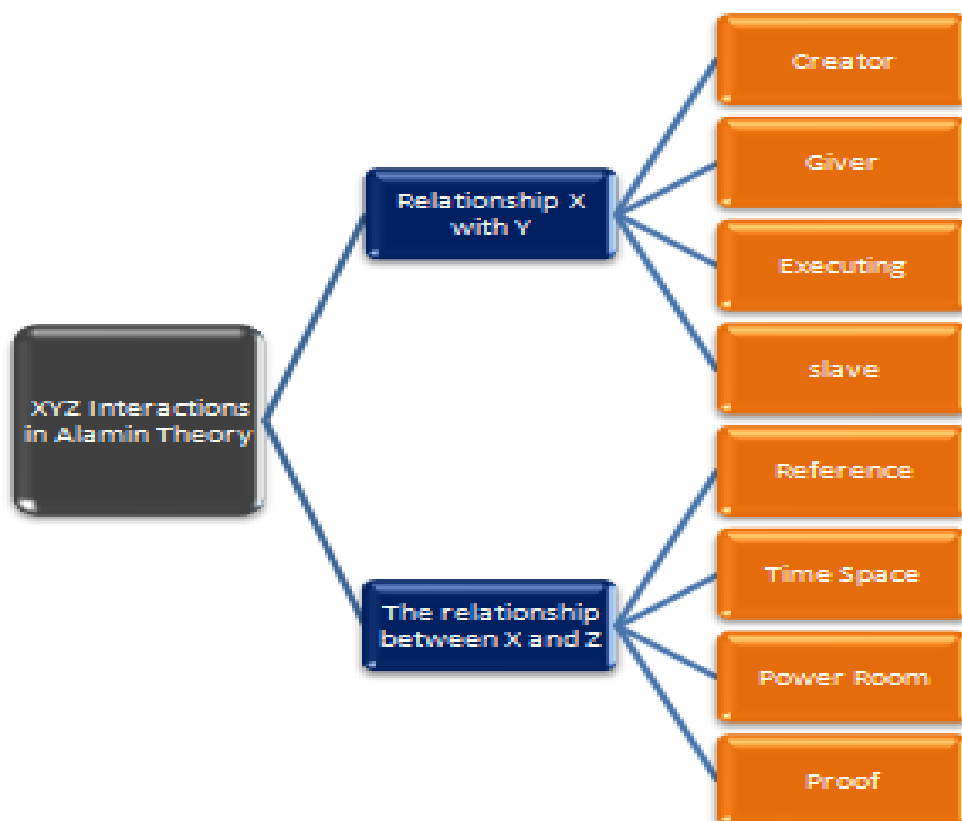 XYZ Interactions
in Alamin Theory
Relationship X
with Y
Creator
Giver
Executing
slave
The relationship
between X and Z
Reference
Time Space
Power Room
Proof